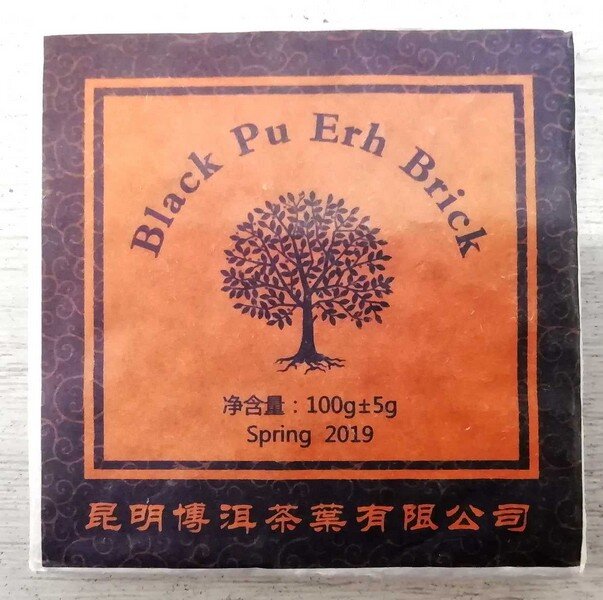 Black Pu Erh Brick
净含量：100g±5g
Spring 2019
昆明博洱茶葉有限公司